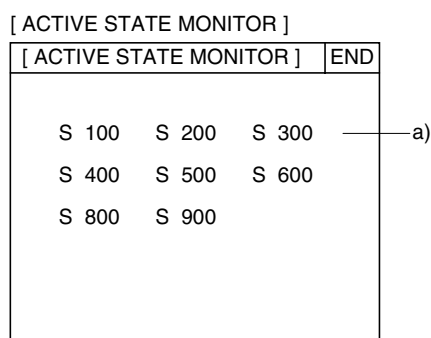 [ ACTIVE STATE MONITOR ]
[ ACTIVE STATE MONITOR ] END
S 100 S 200 S 300 a)
S 400 S 500 S 600
S 800 S 900